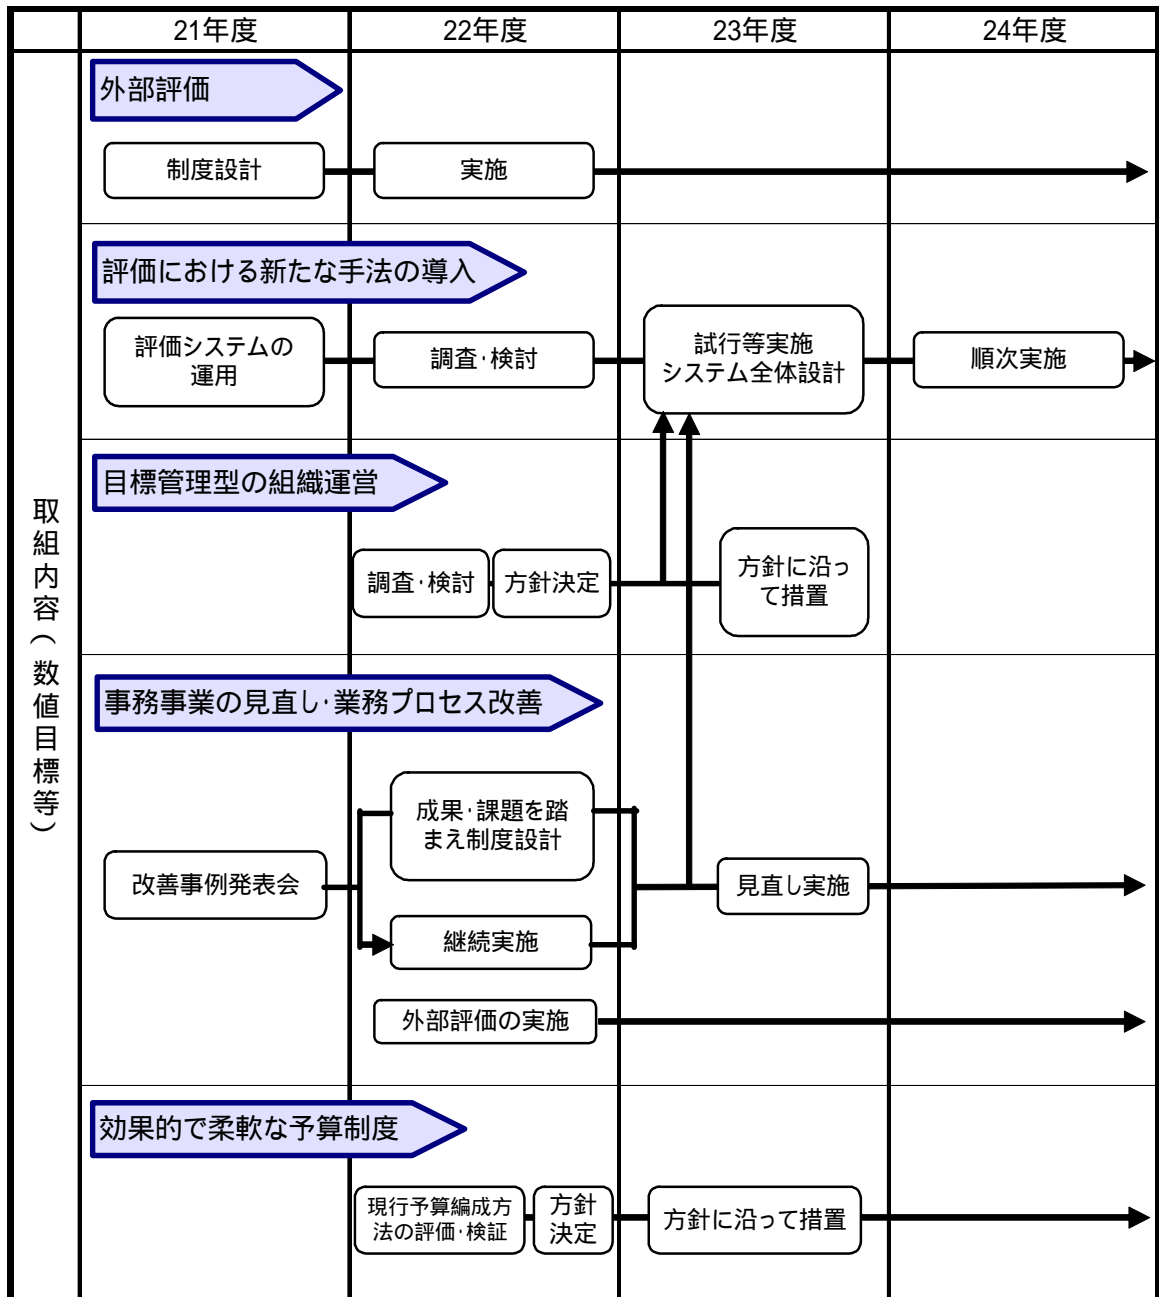 21年度
22年度
23年度
24年度
取組内容（数値目標等）
外部評価
制度設計
実施
評価における新たな手法の導入
評価システムの
運用
調査・検討
試行等実施
システム全体設計
順次実施
目標管理型の組織運営
調査・検討
方針決定
方針に沿っ
て措置
事務事業の見直し・業務プロセス改善
改善事例発表会
成果・課題を踏
まえ制度設計
継続実施
見直し実施
外部評価の実施
効果的で柔軟な予算制度
現行予算編成方
法の評価・検証
方針
決定
方針に沿って措置